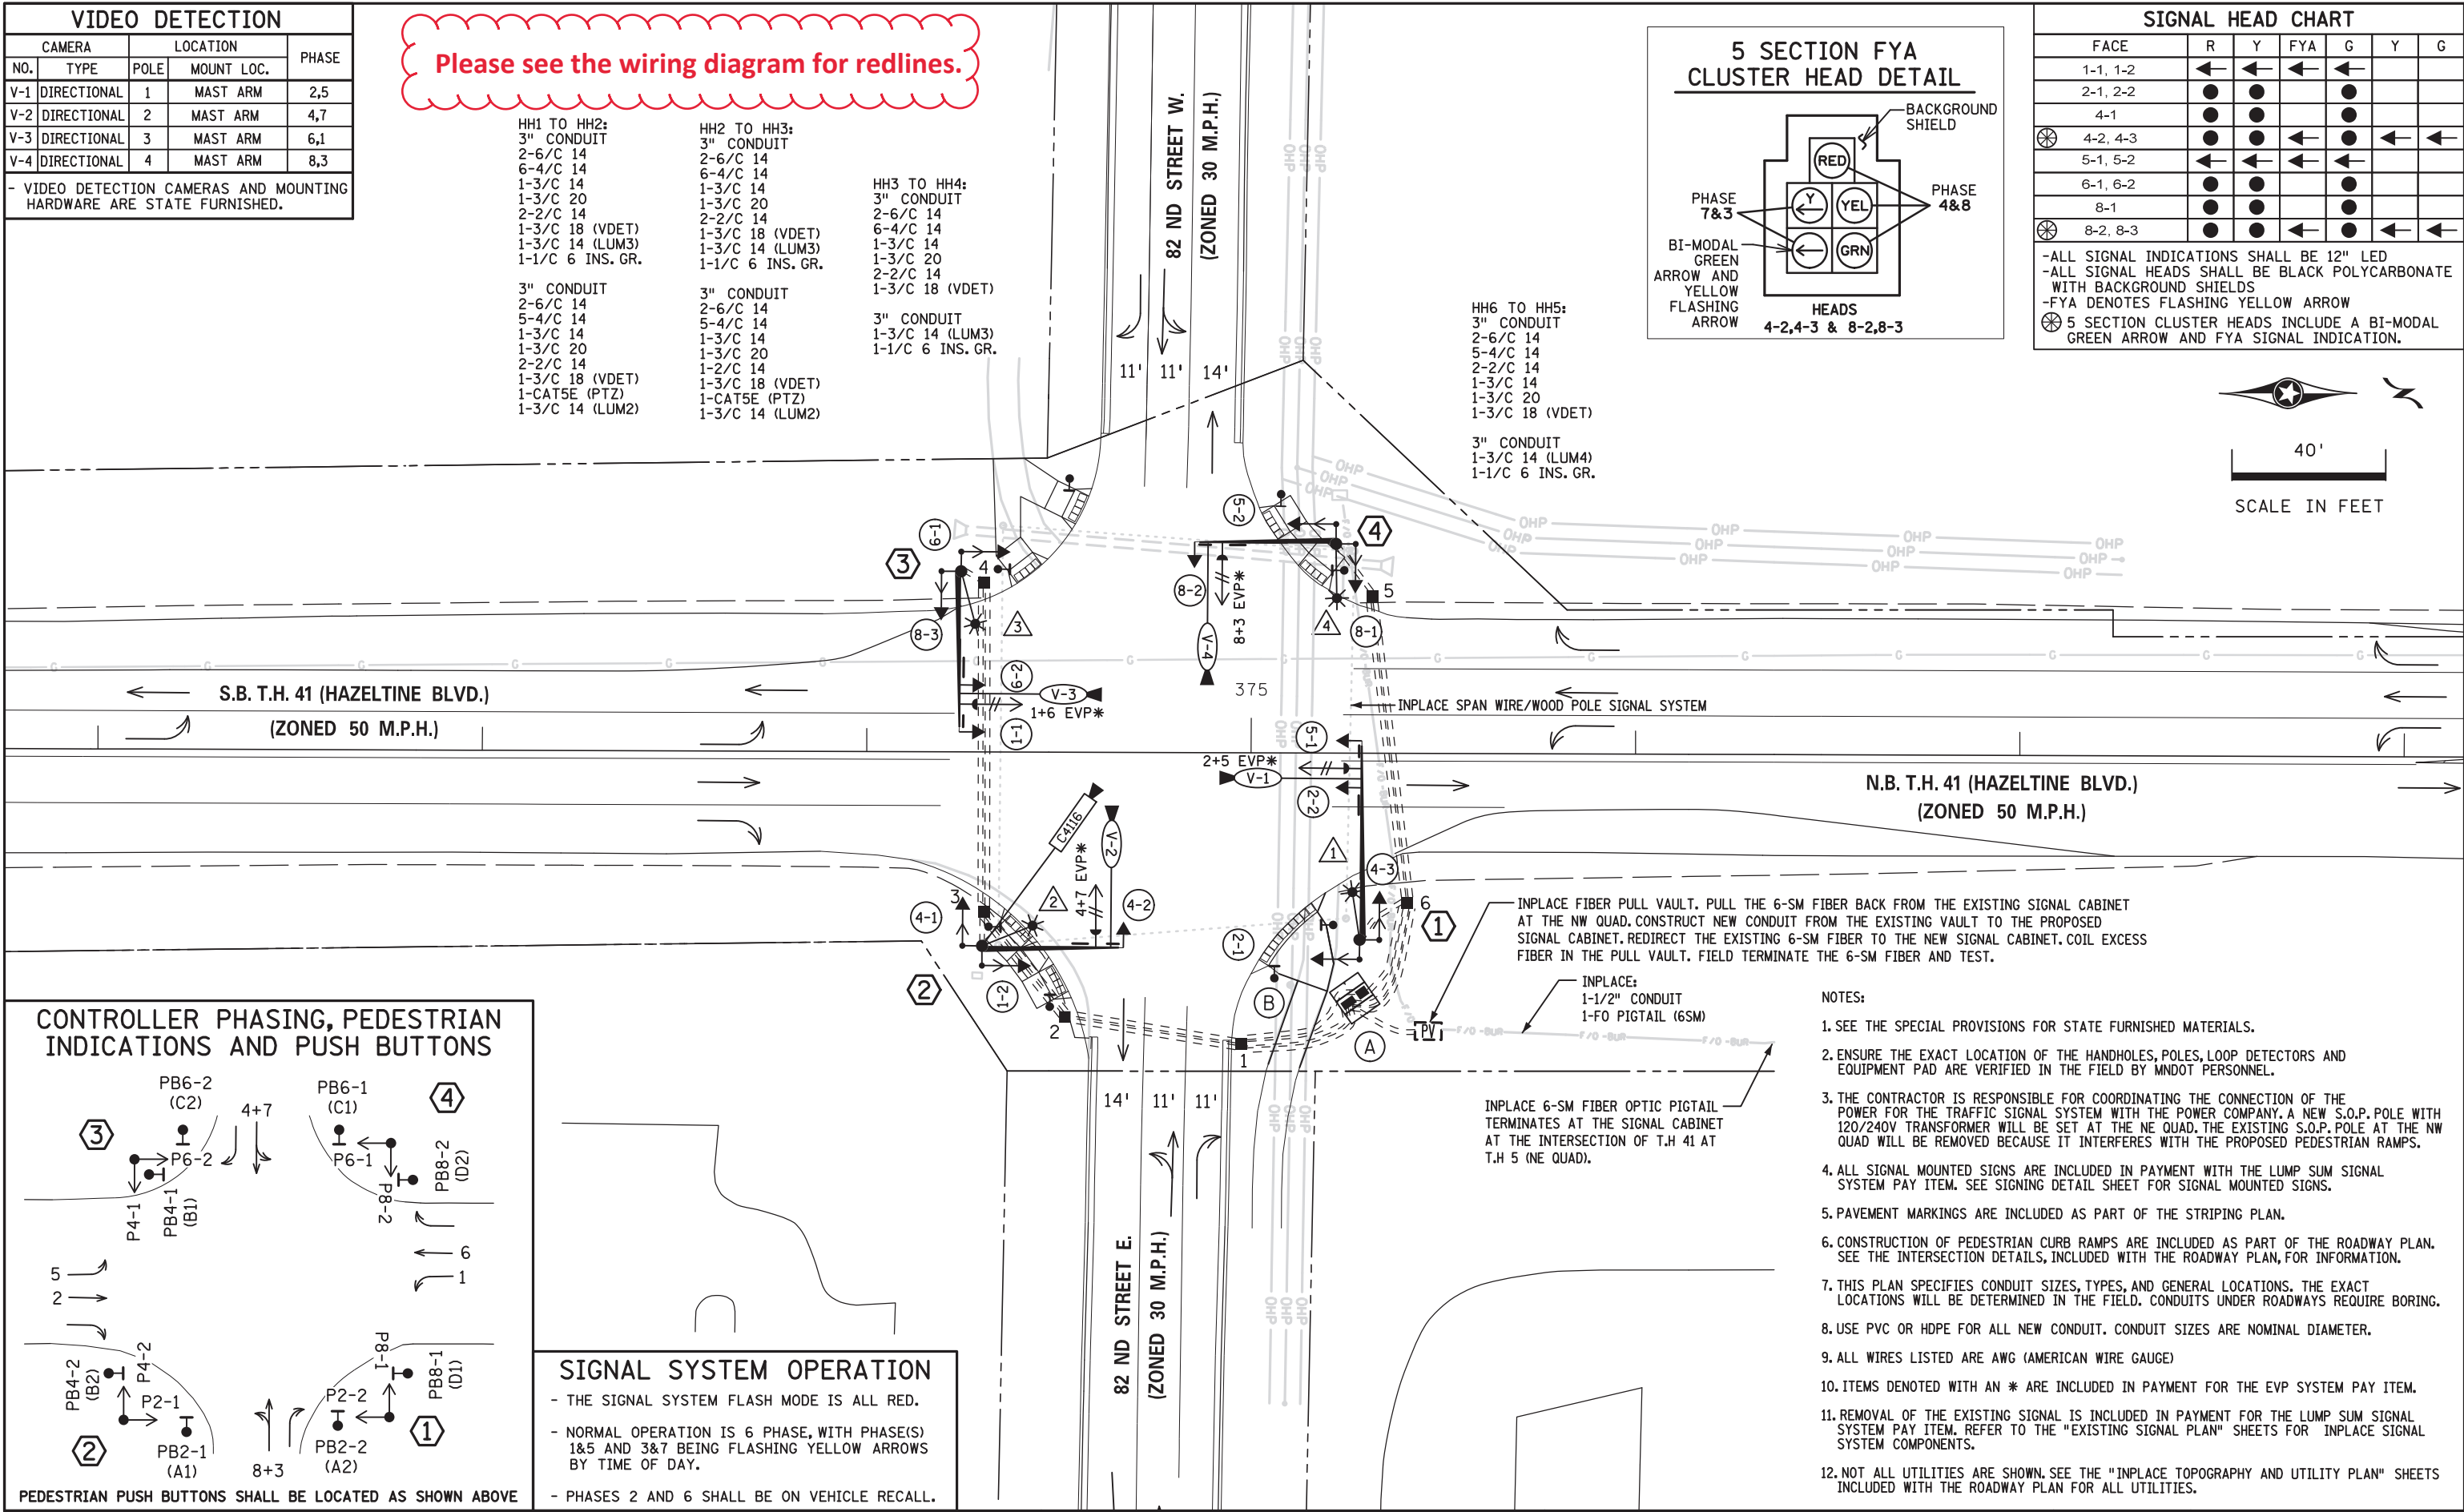 VIDEO DETECTION
CAMERA LOCATION PHASE
NO. TYPE POLE MOUNT LOC.
V-1 DIRECTIONAL 1 MAST ARM 2,5
V-2 DIRECTIONAL 2 MAST ARM 4,7
V-3 DIRECTIONAL 3 MAST ARM 6,1
V-4 DIRECTIONAL 4 MAST ARM 8,3
- VIDEO DETECTION CAMERAS AND MOUNTING
HARDWARE ARE STATE FURNISHED.
Please see the wiring diagram for redlines.
HH1 TO HH2:
3" CONDUIT
2-6/C 14
6-4/C 14
1-3/C 14
1-3/C 20
2-2/C 14
1-3/C 18 (VDET)
1-3/C 14 (LUM3)
1-1/C 6 INS. GR.
3" CONDUIT
2-6/C 14
5-4/C 14
1-3/C 14
1-3/C 20
2-2/C 14
1-3/C 18 (VDET)
1-CAT5E (PTZ)
1-3/C 14 (LUM2)
HH2 TO HH3:
3" CONDUIT
2-6/C 14
6-4/C 14
1-3/C 14
1-3/C 20
2-2/C 14
1-3/C 18 (VDET)
1-3/C 14 (LUM3)
1-1/C 6 INS. GR.
3" CONDUIT
2-6/C 14
5-4/C 14
1-3/C 14
1-3/C 20
1-2/C 14
1-3/C 18 (VDET)
1-CAT5E (PTZ)
1-3/C 14 (LUM2)
HH3 TO HH4:
3" CONDUIT
2-6/C 14
6-4/C 14
1-3/C 14
1-3/C 20
2-2/C 14
1-3/C 18 (VDET)
3" CONDUIT
1-3/C 14 (LUM3)
1-1/C 6 INS. GR.
82 ND STREET W.
(ZONED 30 M.P.H.)
11' 11' 14'
HH6 TO HH5:
3" CONDUIT
2-6/C 14
5-4/C 14
2-2/C 14
1-3/C 14
1-3/C 20
1-3/C 18 (VDET)
3" CONDUIT
1-3/C 14 (LUM4)
1-1/C 6 INS. GR.
5 SECTION FYA
CLUSTER HEAD DETAIL
BACKGROUND
SHIELD
RED
Y YEL
GRN
PHASE
7&3
PHASE
4&8
BI-MODAL
GREEN
ARROW AND
YELLOW
FLASHING
ARROW
HEADS
4-2,4-3 & 8-2,8-3
SIGNAL HEAD CHART
FACE R Y FYA G Y G
1-1, 1-2
2-1, 2-2
4-1
4-2, 4-3
5-1, 5-2
6-1, 6-2
8-1
8-2, 8-3
-ALL SIGNAL INDICATIONS SHALL BE 12" LED
-ALL SIGNAL HEADS SHALL BE BLACK POLYCARBONATE
WITH BACKGROUND SHIELDS
-FYA DENOTES FLASHING YELLOW ARROW
5 SECTION CLUSTER HEADS INCLUDE A BI-MODAL
GREEN ARROW AND FYA SIGNAL INDICATION.
40'
SCALE IN FEET
OHP OHP OHP
OHP OHP OHP
OHP
OHP
OHP OHP OHP OHP
OHP OHP OHP OHP
OHP OHP OHP OHP
6-1
3
4
8-3
3
5-2
4
8-2
8+3 EVP*
V-4
4
8-1
5
G G G G G G G G G G G G G G
S.B. T.H. 41 (HAZELTINE BLVD.)
(ZONED 50 M.P.H.)
6-2
V-3
1+6 EVP*
1-1
375
INPLACE SPAN WIRE/WOOD POLE SIGNAL SYSTEM
OHP OHP OHP
5-1
2+5 EVP*
V-1
2-2
N.B. T.H. 41 (HAZELTINE BLVD.)
(ZONED 50 M.P.H.)
C4116
V-2
4+7 EVP*
3
4-1
2
4-2
1
4-3
6
1
2-1
OHP OHP OHP
2
1-2
2
1
B
A
PV
F/O -BUR F/O -BUR F/O -BUR
INPLACE FIBER PULL VAULT. PULL THE 6-SM FIBER BACK FROM THE EXISTING SIGNAL CABINET
AT THE NW QUAD. CONSTRUCT NEW CONDUIT FROM THE EXISTING VAULT TO THE PROPOSED
SIGNAL CABINET. REDIRECT THE EXISTING 6-SM FIBER TO THE NEW SIGNAL CABINET. COIL EXCESS
FIBER IN THE PULL VAULT. FIELD TERMINATE THE 6-SM FIBER AND TEST.
INPLACE:
1-1/2" CONDUIT
1-FO PIGTAIL (6SM)
INPLACE 6-SM FIBER OPTIC PIGTAIL
TERMINATES AT THE SIGNAL CABINET
AT THE INTERSECTION OF T.H 41 AT
T.H 5 (NE QUAD).
14' 11' 11'
OHP OHP OHP
82 ND STREET E.
(ZONED 30 M.P.H.)
OHP OHP OHP
NOTES:
1. SEE THE SPECIAL PROVISIONS FOR STATE FURNISHED MATERIALS.
2. ENSURE THE EXACT LOCATION OF THE HANDHOLES, POLES, LOOP DETECTORS AND
EQUIPMENT PAD ARE VERIFIED IN THE FIELD BY MNDOT PERSONNEL.
3. THE CONTRACTOR IS RESPONSIBLE FOR COORDINATING THE CONNECTION OF THE
POWER FOR THE TRAFFIC SIGNAL SYSTEM WITH THE POWER COMPANY. A NEW S.O.P. POLE WITH
120/240V TRANSFORMER WILL BE SET AT THE NE QUAD. THE EXISTING S.O.P. POLE AT THE NW
QUAD WILL BE REMOVED BECAUSE IT INTERFERES WITH THE PROPOSED PEDESTRIAN RAMPS.
4. ALL SIGNAL MOUNTED SIGNS ARE INCLUDED IN PAYMENT WITH THE LUMP SUM SIGNAL
SYSTEM PAY ITEM. SEE SIGNING DETAIL SHEET FOR SIGNAL MOUNTED SIGNS.
5. PAVEMENT MARKINGS ARE INCLUDED AS PART OF THE STRIPING PLAN.
6. CONSTRUCTION OF PEDESTRIAN CURB RAMPS ARE INCLUDED AS PART OF THE ROADWAY PLAN.
SEE THE INTERSECTION DETAILS, INCLUDED WITH THE ROADWAY PLAN, FOR INFORMATION.
7. THIS PLAN SPECIFIES CONDUIT SIZES, TYPES, AND GENERAL LOCATIONS. THE EXACT
LOCATIONS WILL BE DETERMINED IN THE FIELD. CONDUITS UNDER ROADWAYS REQUIRE BORING.
8. USE PVC OR HDPE FOR ALL NEW CONDUIT. CONDUIT SIZES ARE NOMINAL DIAMETER.
9. ALL WIRES LISTED ARE AWG (AMERICAN WIRE GAUGE)
10. ITEMS DENOTED WITH AN * ARE INCLUDED IN PAYMENT FOR THE EVP SYSTEM PAY ITEM.
11. REMOVAL OF THE EXISTING SIGNAL IS INCLUDED IN PAYMENT FOR THE LUMP SUM SIGNAL
SYSTEM PAY ITEM. REFER TO THE "EXISTING SIGNAL PLAN" SHEETS FOR INPLACE SIGNAL
SYSTEM COMPONENTS.
12. NOT ALL UTILITIES ARE SHOWN. SEE THE "INPLACE TOPOGRAPHY AND UTILITY PLAN" SHEETS
INCLUDED WITH THE ROADWAY PLAN FOR ALL UTILITIES.
CONTROLLER PHASING, PEDESTRIAN
INDICATIONS AND PUSH BUTTONS
PB6-2
(C2)
PB6-1
(C1)
3
4+7
4
P6-2
P6-1
P4-1
PB4-1
(B1)
P8-2
PB8-2
(D2)
5
2
6
1
PB4-2
(B2)
P4-2
P2-1
P8-1
P2-2
PB8-1
(D1)
2
PB2-1
(A1)
8+3
PB2-2
(A2)
1
PEDESTRIAN PUSH BUTTONS SHALL BE LOCATED AS SHOWN ABOVE
SIGNAL SYSTEM OPERATION
- THE SIGNAL SYSTEM FLASH MODE IS ALL RED.
- NORMAL OPERATION IS 6 PHASE, WITH PHASE(S)
1&5 AND 3&7 BEING FLASHING YELLOW ARROWS
BY TIME OF DAY.
- PHASES 2 AND 6 SHALL BE ON VEHICLE RECALL.